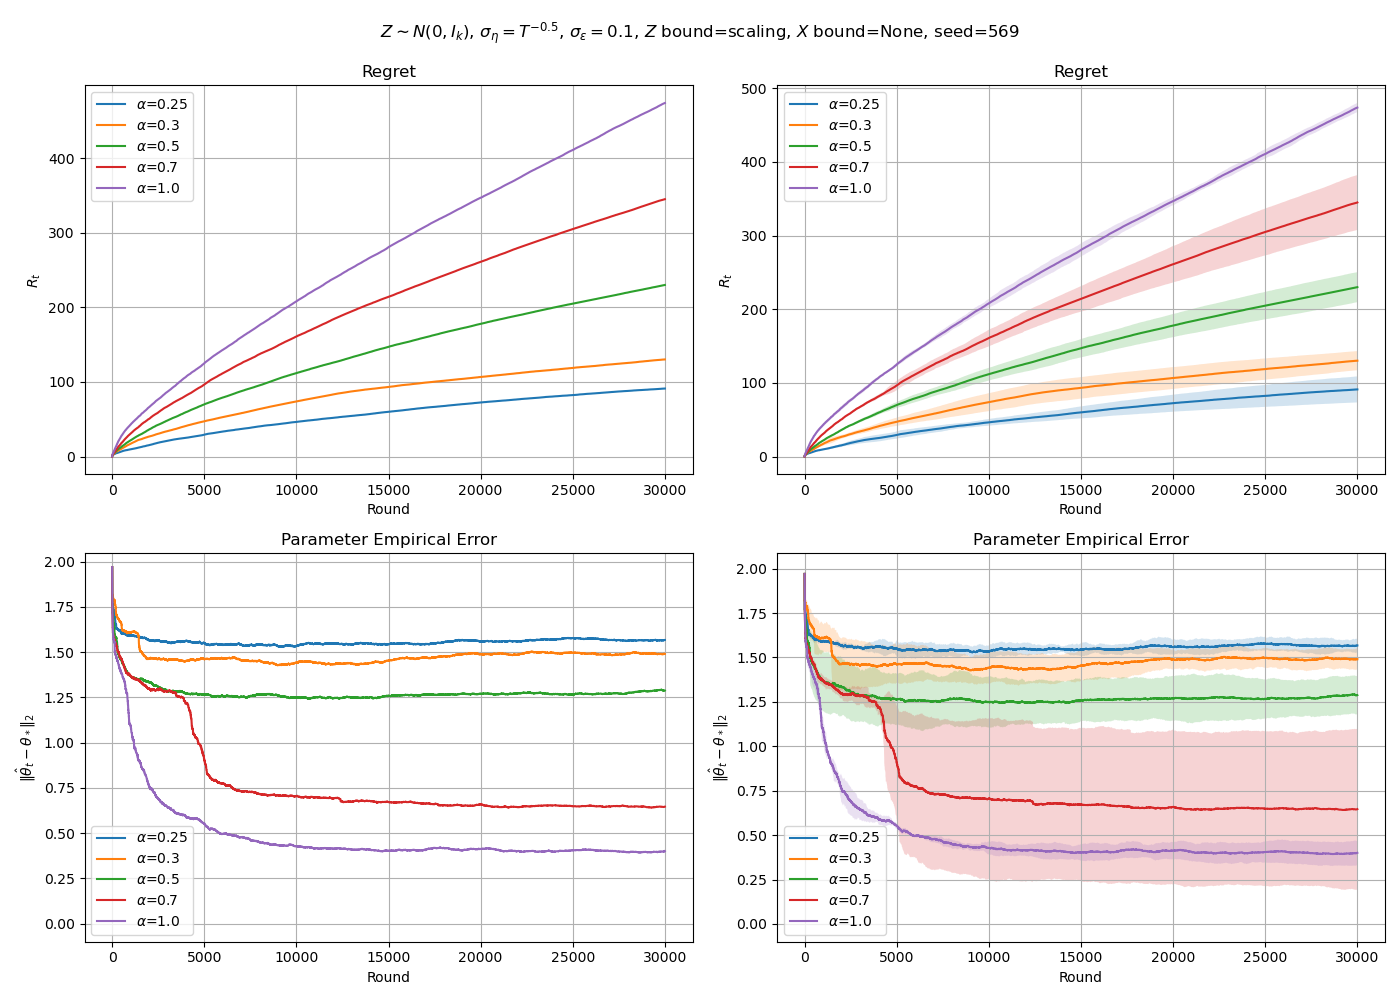 Z ∼ N(0, I_k), σ_η = T^{−0.5}, σ_ε = 0.1, Z bound=scaling, X bound=None, seed=569
Regret
R_t
400
300
200
100
0
α=0.25
α=0.3
α=0.5
α=0.7
α=1.0
0 5000 10000 15000 20000 25000 30000
Round
Regret
R_t
500
400
300
200
100
0
α=0.25
α=0.3
α=0.5
α=0.7
α=1.0
0 5000 10000 15000 20000 25000 30000
Round
Parameter Empirical Error
‖θ̂_t − θ_*‖_2
2.00
1.75
1.50
1.25
1.00
0.75
0.50
0.25
0.00
α=0.25
α=0.3
α=0.5
α=0.7
α=1.0
0 5000 10000 15000 20000 25000 30000
Round
Parameter Empirical Error
‖θ̂_t − θ_*‖_2
2.00
1.75
1.50
1.25
1.00
0.75
0.50
0.25
0.00
α=0.25
α=0.3
α=0.5
α=0.7
α=1.0
0 5000 10000 15000 20000 25000 30000
Round